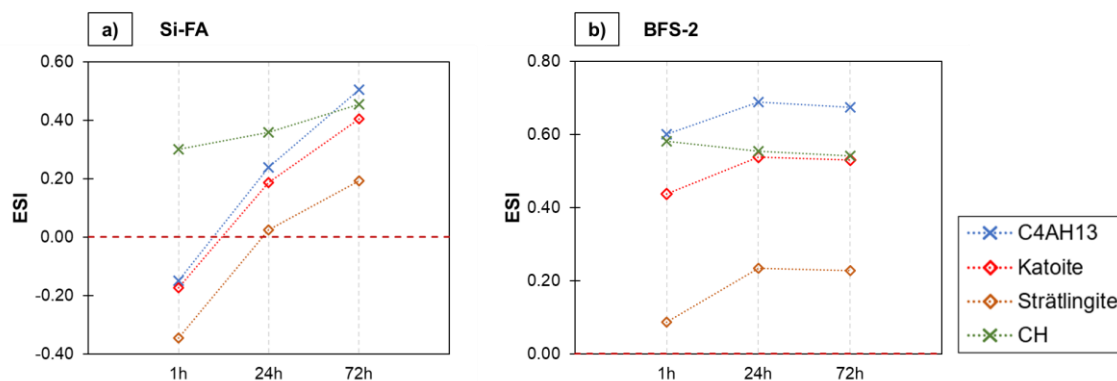 a) Si-FA
ESI
0.60
0.40
0.20
0.00
-0.20
-0.40
1h 24h 72h
b) BFS-2
ESI
0.80
0.60
0.40
0.20
0.00
1h 24h 72h
C4AH13
Katoite
Strätlingite
CH